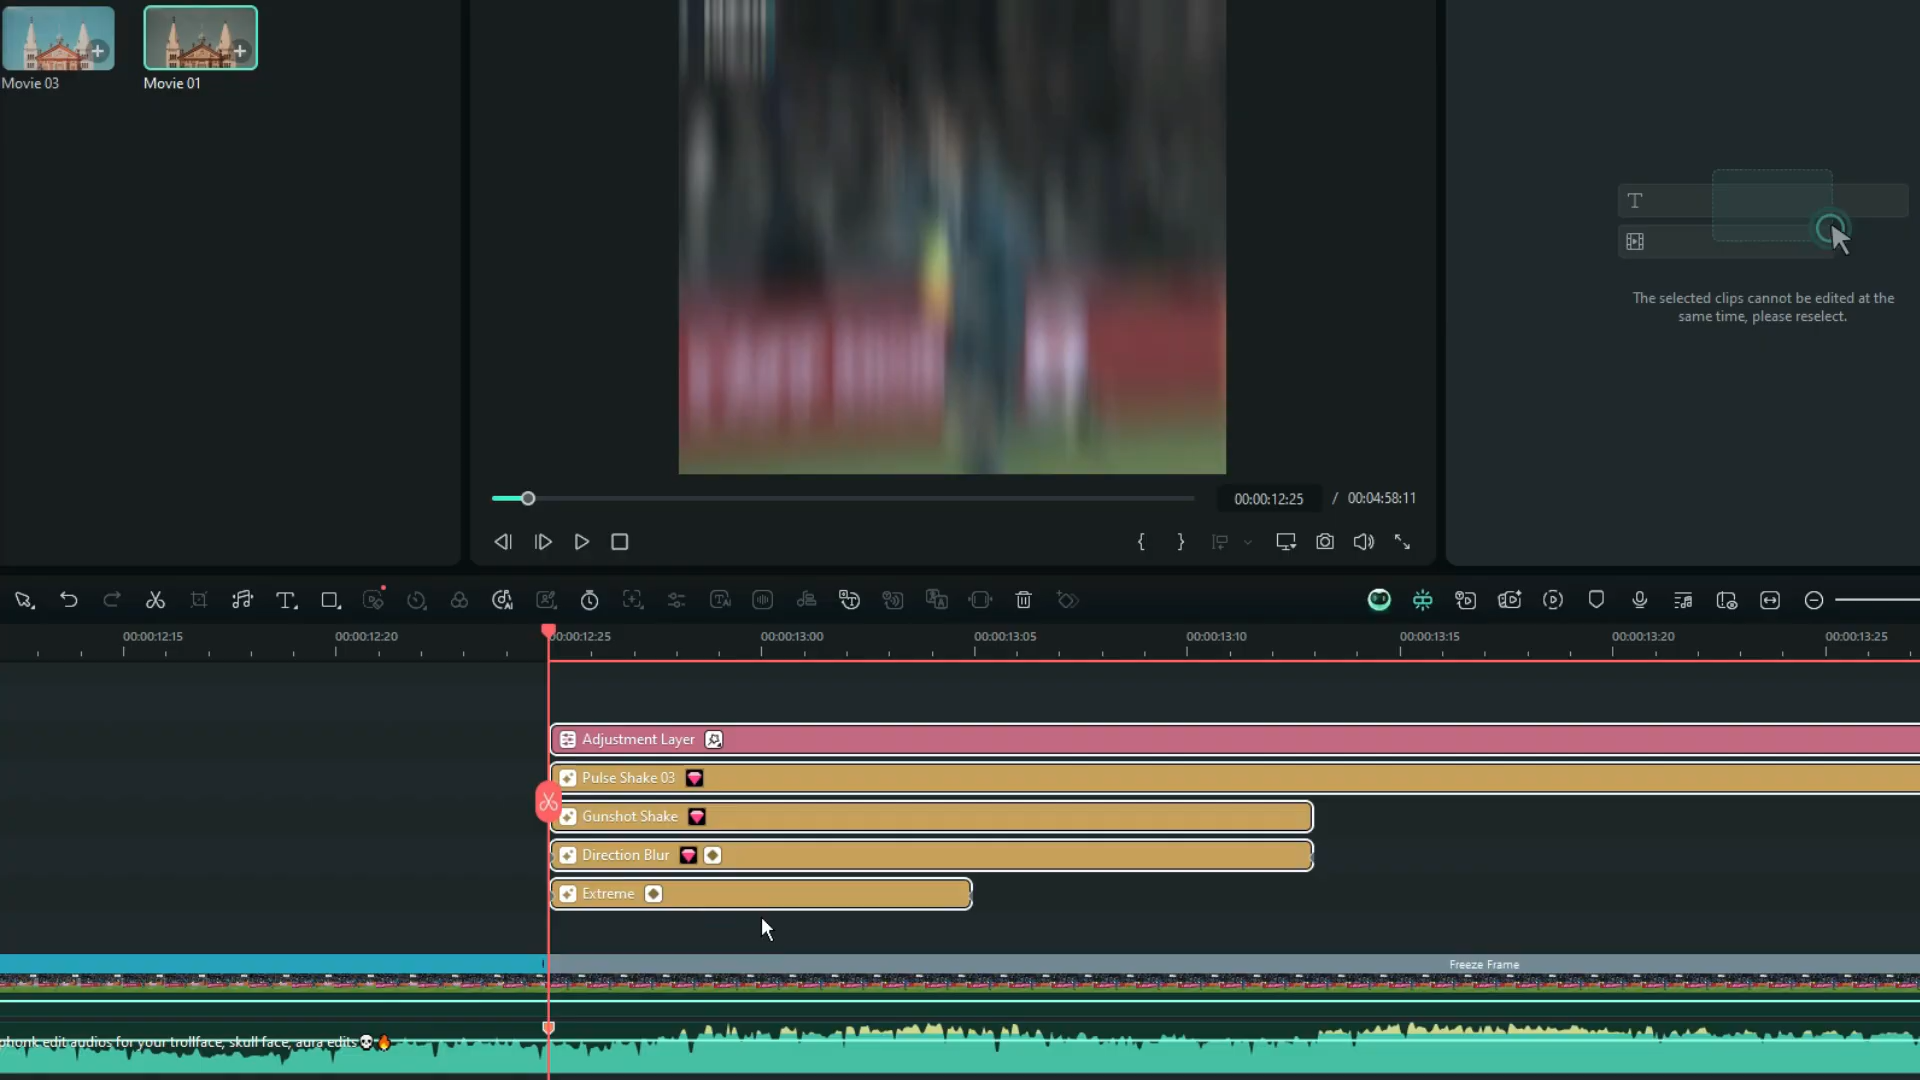 Movie 03
Movie 01
The selected clips cannot be edited at the
same time, please reselect.
00:00:12:25 / 00:04:58:11
00:00:12:15
00:00:12:20
00:00:12:25
00:00:13:00
00:00:13:05
00:00:13:10
00:00:13:15
00:00:13:20
00:00:13:25
Adjustment Layer
Pulse Shake 03
Gunshot Shake
Direction Blur
Extreme
Freeze Frame
phonk edit audios for your trollface, skull face, aura edits💀🔥